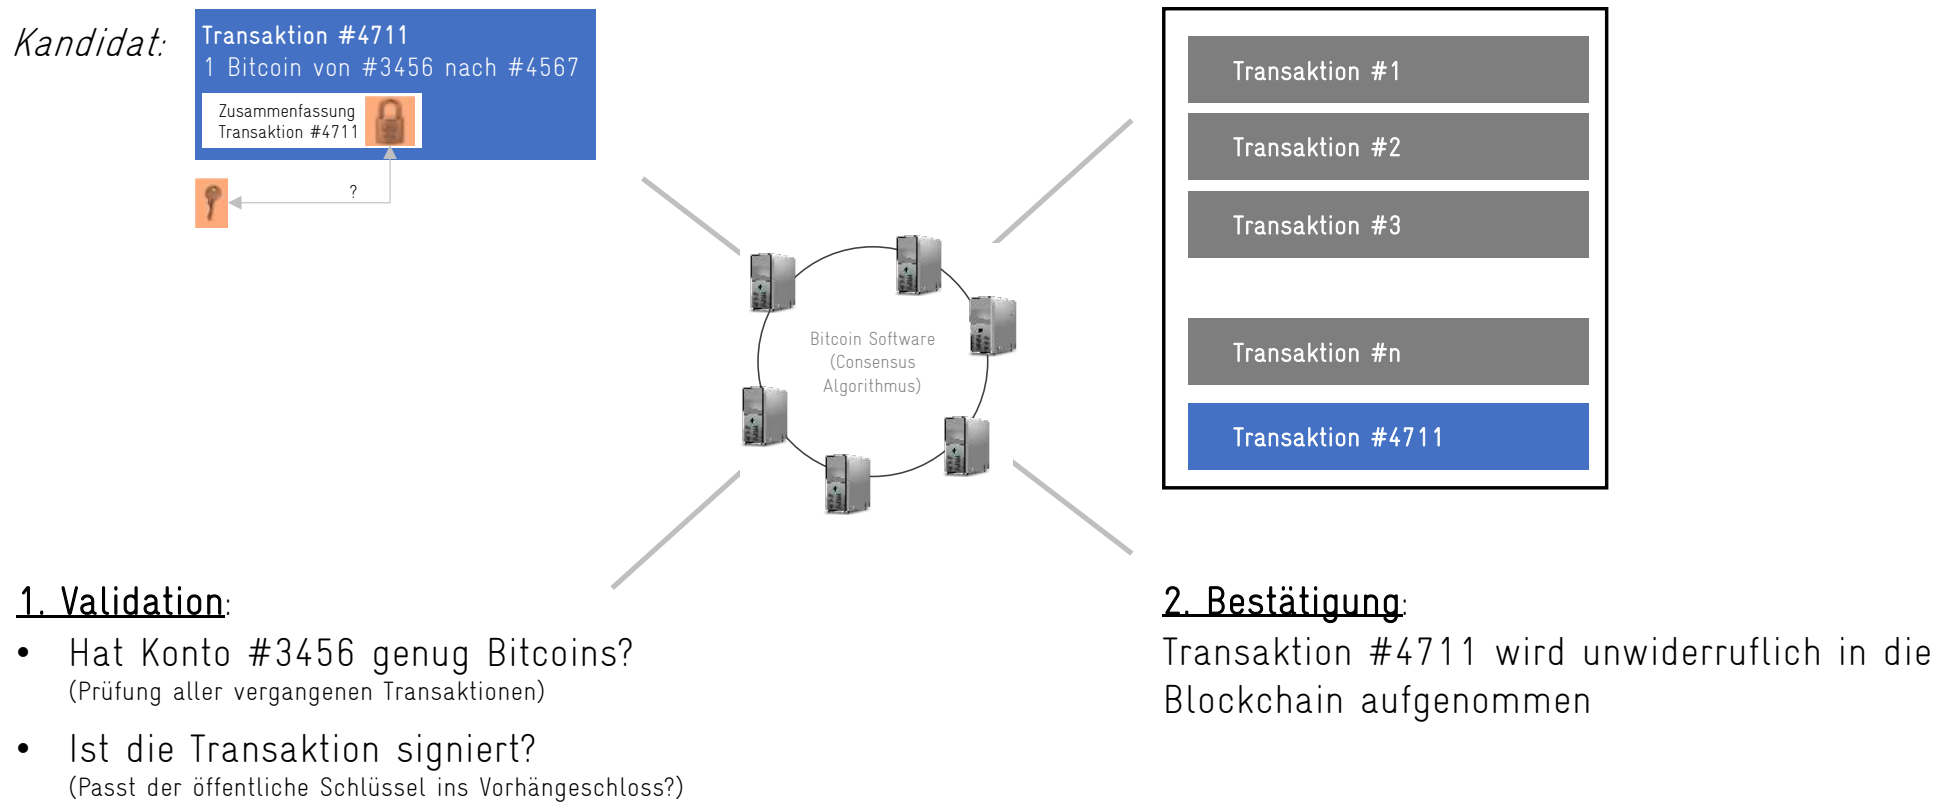 Kandidat:
Transaktion #4711
1 Bitcoin von #3456 nach #4567
Zusammenfassung
Transaktion #4711
?
Bitcoin Software
(Consensus
Algorithmus)
Transaktion #1
Transaktion #2
Transaktion #3
Transaktion #n
Transaktion #4711
1. Validation:
• Hat Konto #3456 genug Bitcoins?
(Prüfung aller vergangenen Transaktionen)
• Ist die Transaktion signiert?
(Passt der öffentliche Schlüssel ins Vorhängeschloss?)
2. Bestätigung:
Transaktion #4711 wird unwiderruflich in die
Blockchain aufgenommen